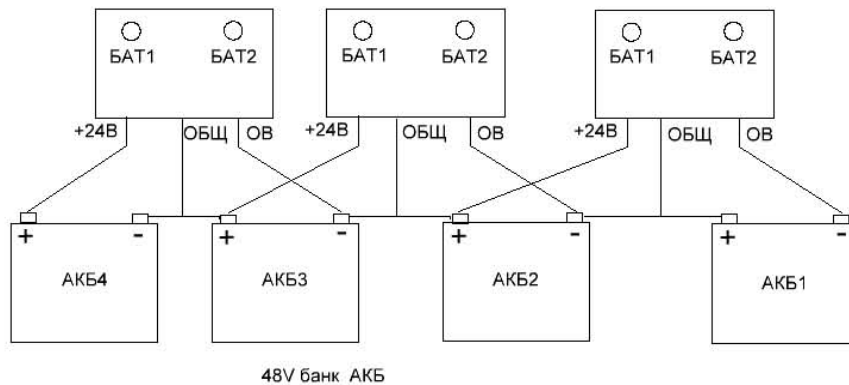 БАТ1 БАТ2 БАТ1 БАТ2 БАТ1 БАТ2
+24В ОБЩ ОВ +24В ОБЩ ОВ +24В ОБЩ ОВ
+ - + - + - + -
АКБ4 АКБ3 АКБ2 АКБ1
48V банк АКБ